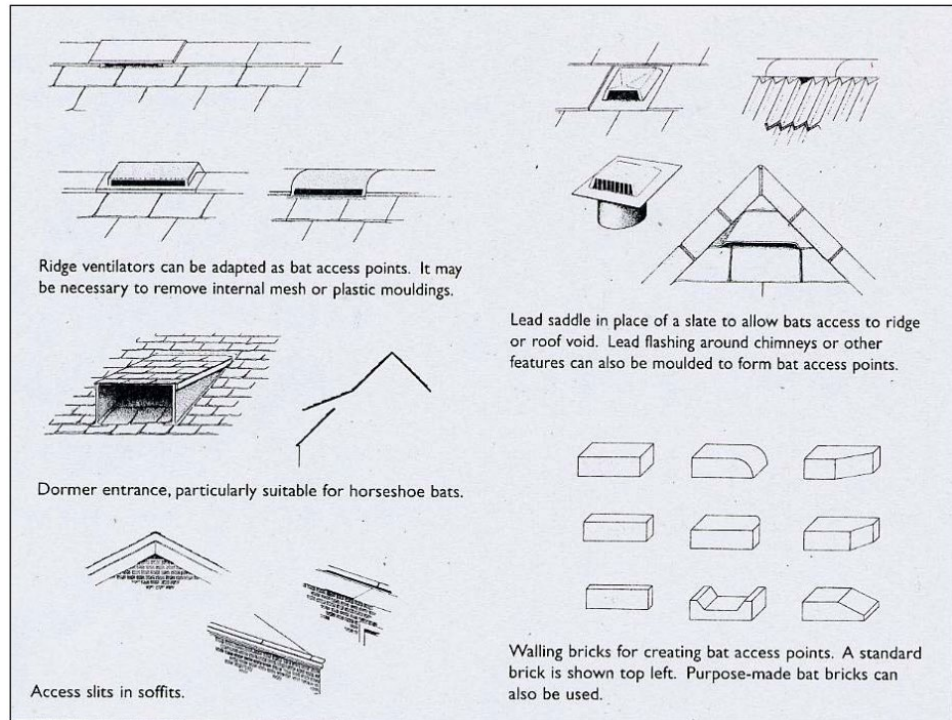 Ridge ventilators can be adapted as bat access points. It may
be necessary to remove internal mesh or plastic mouldings.
Dormer entrance, particularly suitable for horseshoe bats.
Access slits in soffits.
Lead saddle in place of a slate to allow bats access to ridge
or roof void. Lead flashing around chimneys or other
features can also be moulded to form bat access points.
Walling bricks for creating bat access points. A standard
brick is shown top left. Purpose-made bat bricks can
also be used.